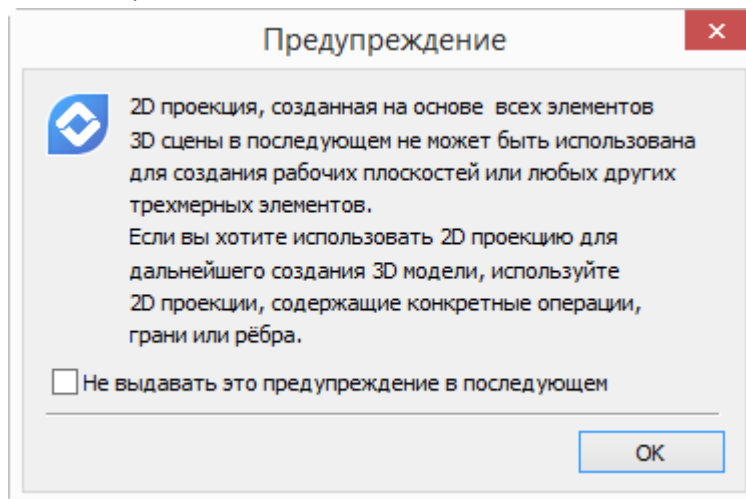 Предупреждение
2D проекция, созданная на основе  всех элементов
3D сцены в последующем не может быть использована
для создания рабочих плоскостей или любых других
трехмерных элементов.
Если вы хотите использовать 2D проекцию для
дальнейшего создания 3D модели, используйте
2D проекции, содержащие конкретные операции,
грани или рёбра.
Не выдавать это предупреждение в последующем
OK